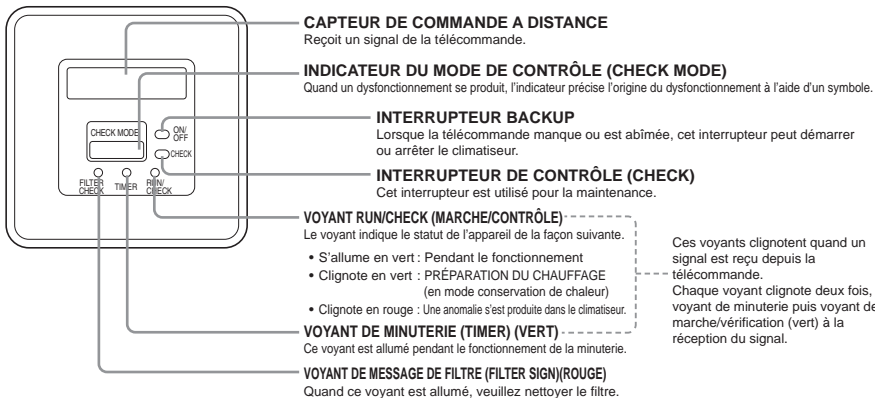 CAPTEUR DE COMMANDE A DISTANCE
Reçoit un signal de la télécommande.
INDICATEUR DU MODE DE CONTRÔLE (CHECK MODE)
Quand un dysfonctionnement se produit, l'indicateur précise l'origine du dysfonctionnement à l'aide d'un symbole.
INTERRUPTEUR BACKUP
Lorsque la télécommande manque ou est abîmée, cet interrupteur peut démarrer
ou arrêter le climatiseur.
INTERRUPTEUR DE CONTRÔLE (CHECK)
Cet interrupteur est utilisé pour la maintenance.
CHECK MODE
ON/
OFF
CHECK
FILTER
CHECK
TIMER
RUN/
CHECK
VOYANT RUN/CHECK (MARCHE/CONTRÔLE)
Le voyant indique le statut de l'appareil de la façon suivante.
• S'allume en vert : Pendant le fonctionnement
• Clignote en vert : PRÉPARATION DU CHAUFFAGE
(en mode conservation de chaleur)
• Clignote en rouge : Une anomalie s'est produite dans le climatiseur.
VOYANT DE MINUTERIE (TIMER) (VERT)
Ce voyant est allumé pendant le fonctionnement de la minuterie.
VOYANT DE MESSAGE DE FILTRE (FILTER SIGN)(ROUGE)
Quand ce voyant est allumé, veuillez nettoyer le filtre.
Ces voyants clignotent quand un
signal est reçu depuis la
télécommande.
Chaque voyant clignote deux fois,
voyant de minuterie puis voyant de
marche/vérification (vert) à la
réception du signal.